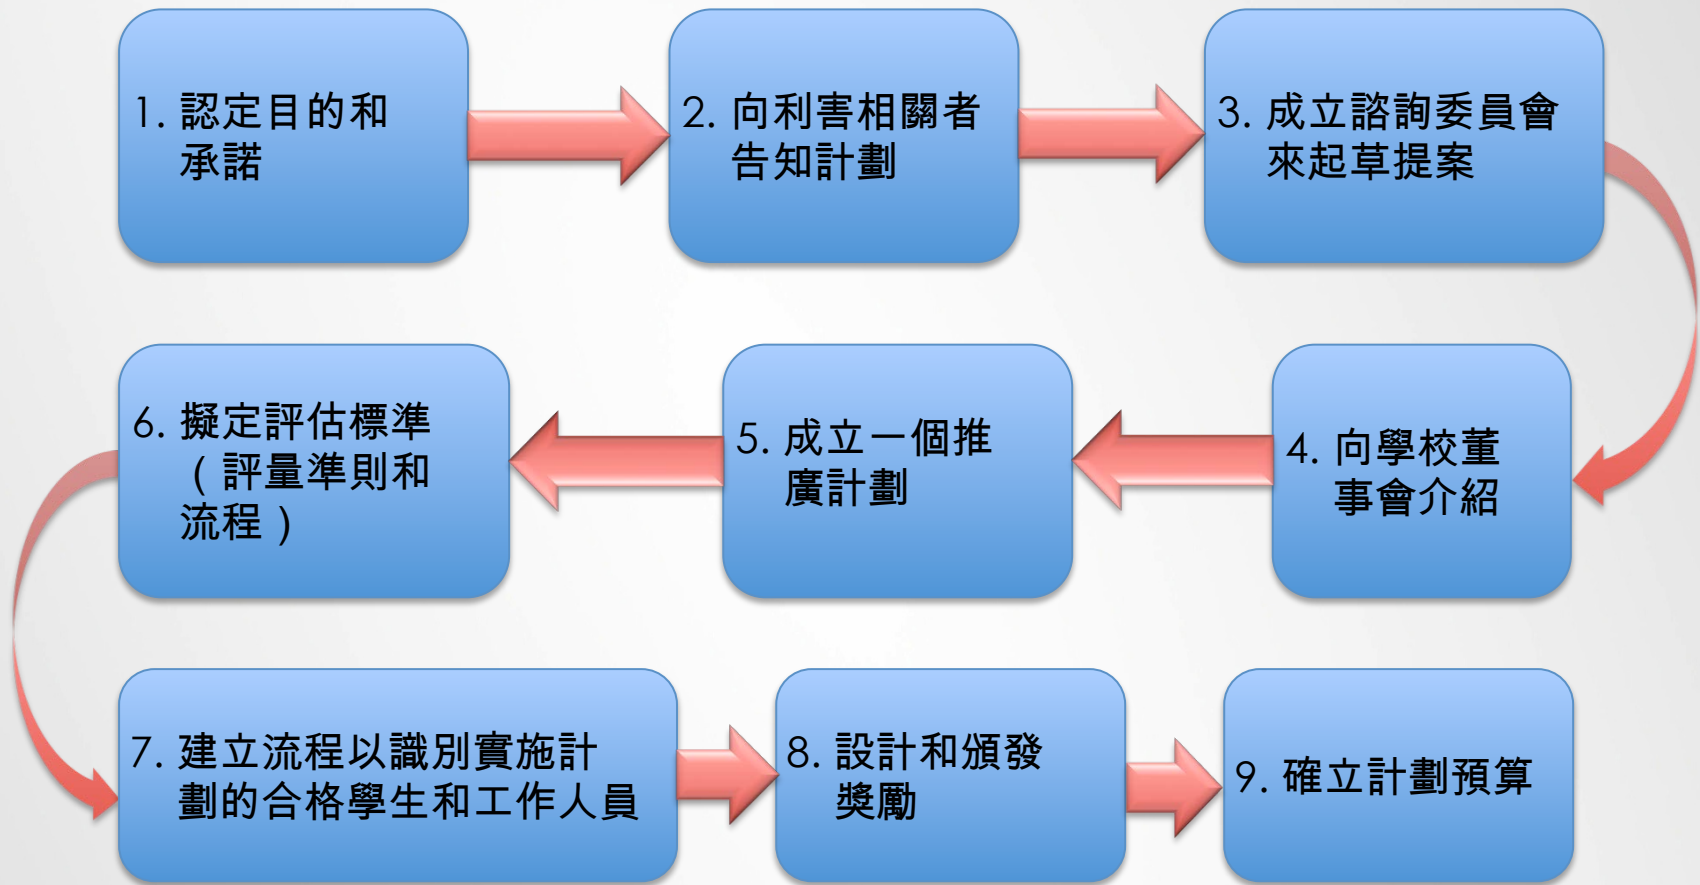 1. 認定目的和
承諾
2. 向利害相關者
告知計劃
3. 成立諮詢委員會
來起草提案
4. 向學校董
事會介紹
5. 成立一個推
廣計劃
6. 擬定評估標準
（評量準則和
流程）
7. 建立流程以識別實施計
劃的合格學生和工作人員
8. 設計和頒發
獎勵
9. 確立計劃預算